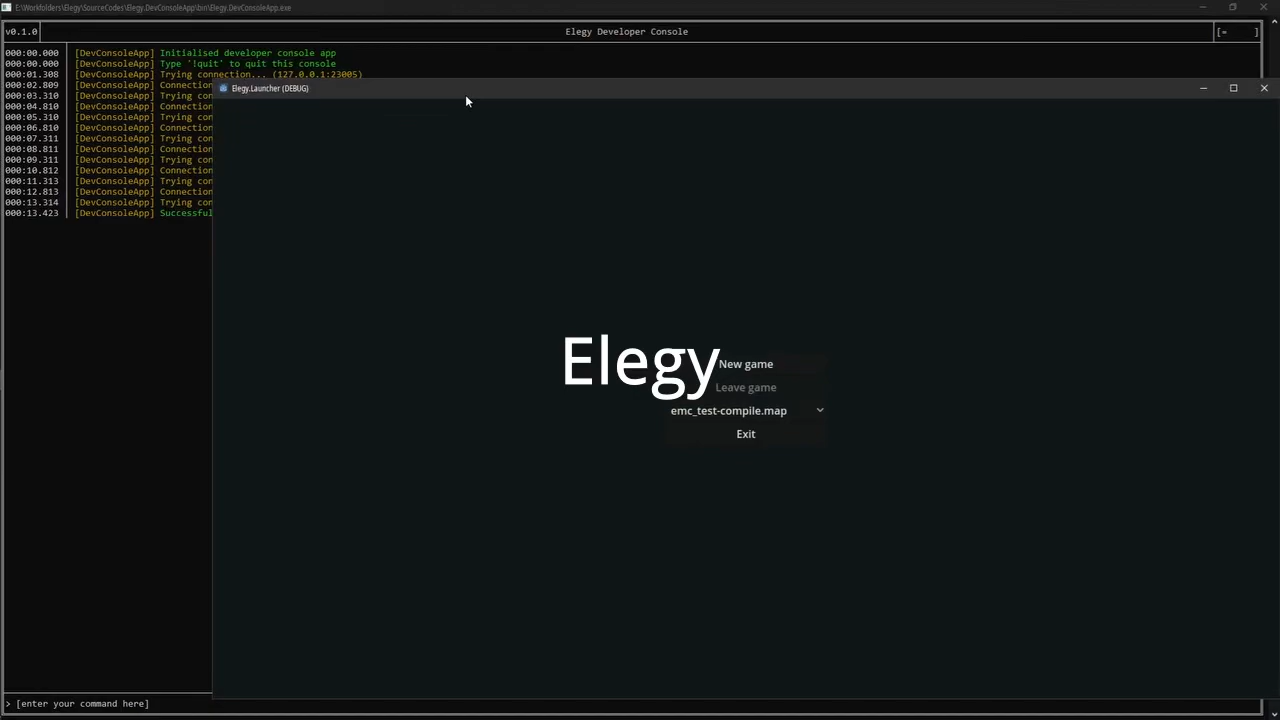 E:\Workfolders\Elegy\SourceCodes\Elegy.DevConsoleApp\bin\Elegy.DevConsoleApp.exe
v0.1.0 Elegy Developer Console [= ]
000:00.000 [DevConsoleApp] Initialised developer console app
000:00.000 [DevConsoleApp] Type '!quit' to quit this console
000:01.308 [DevConsoleApp] Trying connection... (127.0.0.1:23005)
000:02.809 [DevConsoleApp] Connection
000:03.310 [DevConsoleApp] Trying con
000:04.810 [DevConsoleApp] Connection
000:05.310 [DevConsoleApp] Trying con
000:06.810 [DevConsoleApp] Connection
000:07.311 [DevConsoleApp] Trying con
000:08.811 [DevConsoleApp] Connection
000:09.311 [DevConsoleApp] Trying con
000:10.812 [DevConsoleApp] Connection
000:11.313 [DevConsoleApp] Trying con
000:12.813 [DevConsoleApp] Connection
000:13.314 [DevConsoleApp] Trying con
000:13.423 [DevConsoleApp] Successful
Elegy.Launcher (DEBUG)
Elegy
New game
Leave game
emc_test-compile.map
Exit
> [enter your command here]